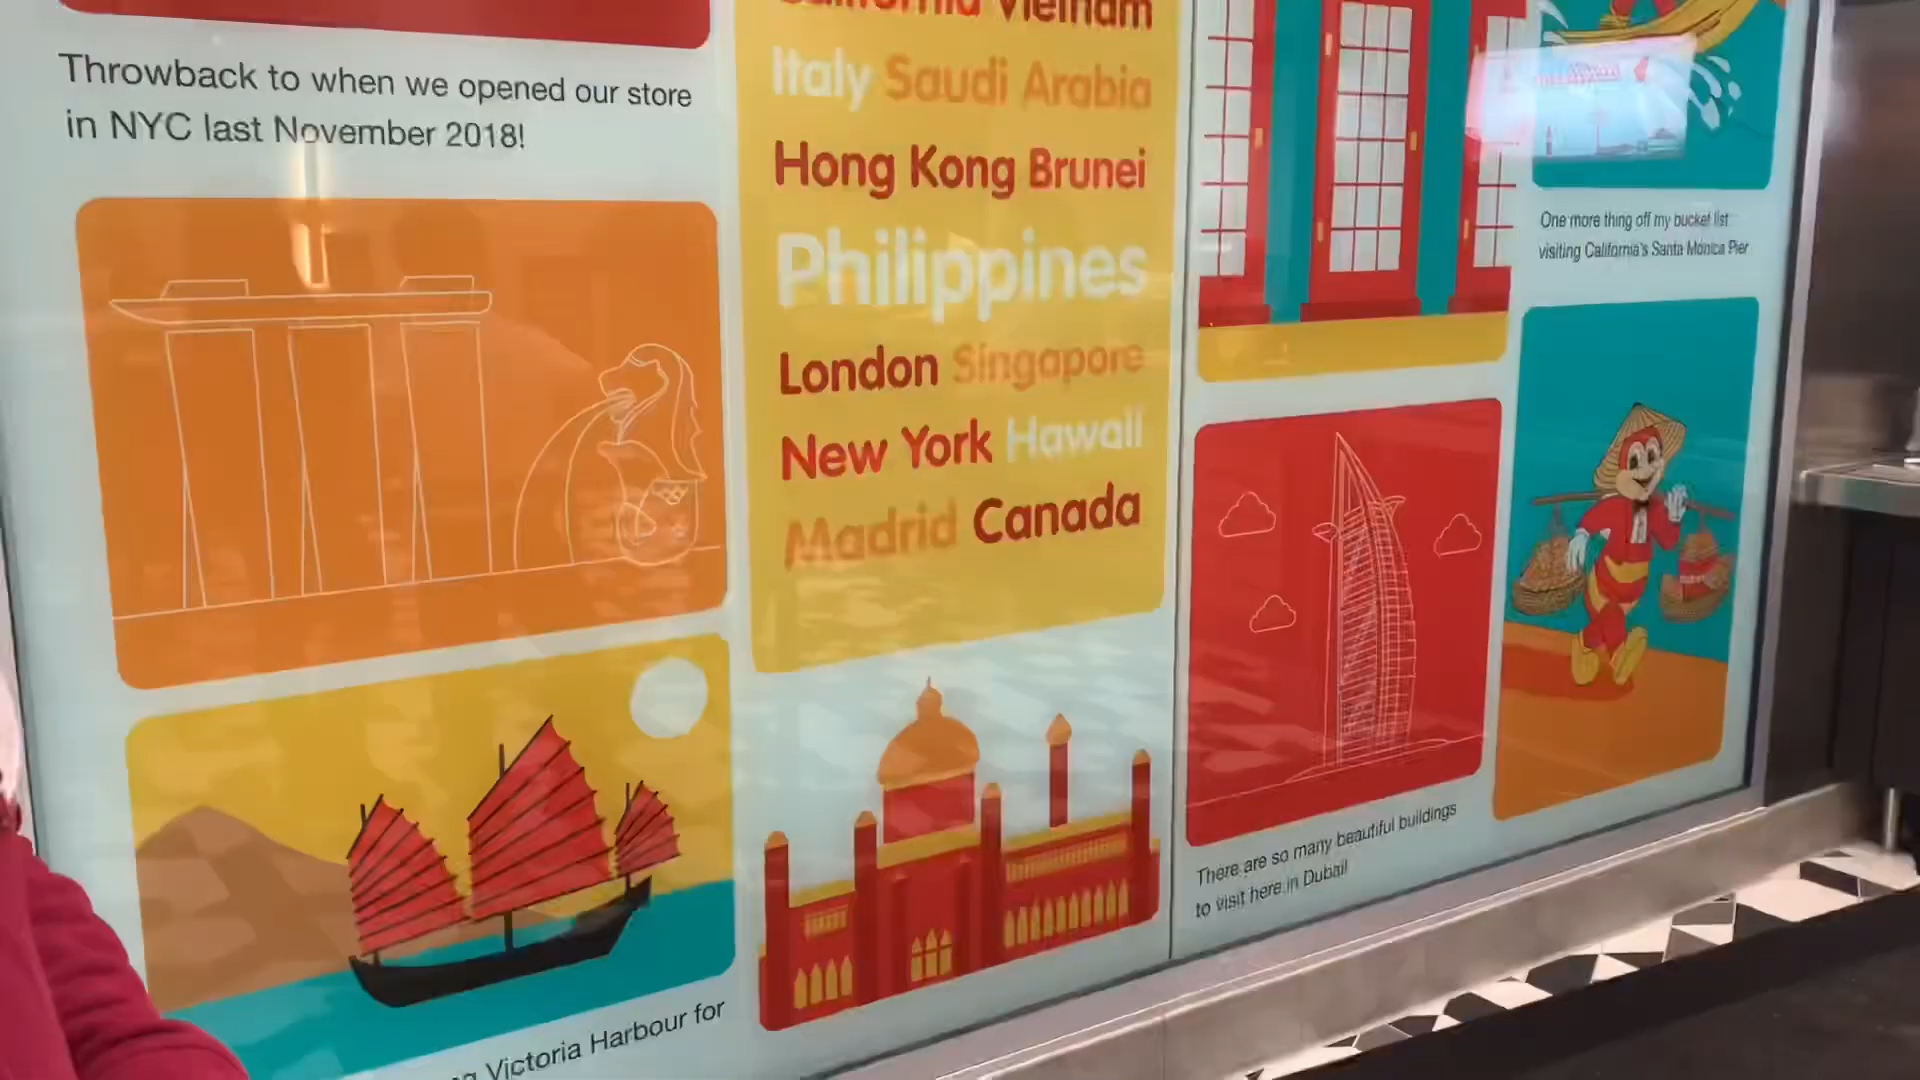 Throwback to when we opened our store
in NYC last November 2018!
California Vietnam
Italy Saudi Arabia
Hong Kong Brunei
Philippines
London Singapore
New York Hawaii
Madrid Canada
Victoria Harbour for
One more thing off my bucket list:
visiting California's Santa Monica Pier
There are so many beautiful buildings
to visit here in Dubai!